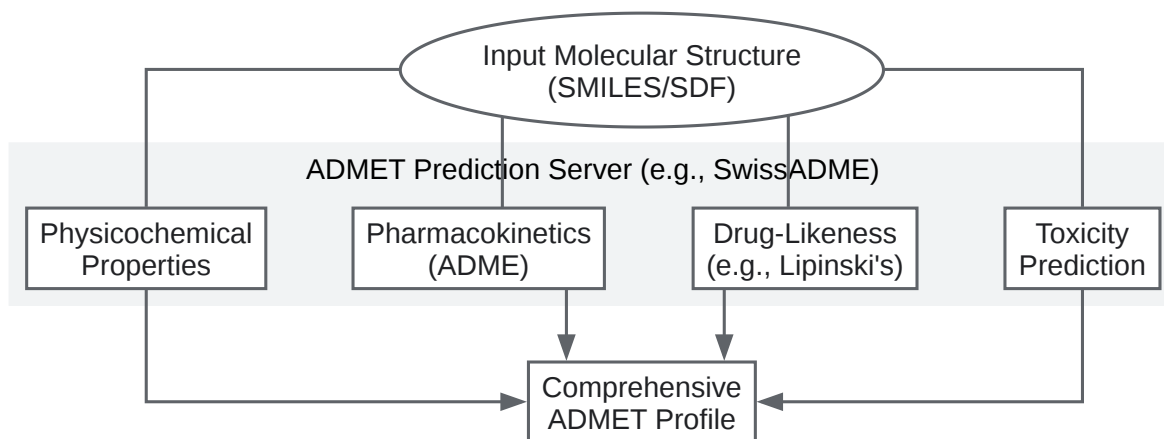 Input Molecular Structure
(SMILES/SDF)
ADMET Prediction Server (e.g., SwissADME)
Physicochemical
Properties
Pharmacokinetics
(ADME)
Drug-Likeness
(e.g., Lipinski's)
Toxicity
Prediction
Comprehensive
ADMET Profile